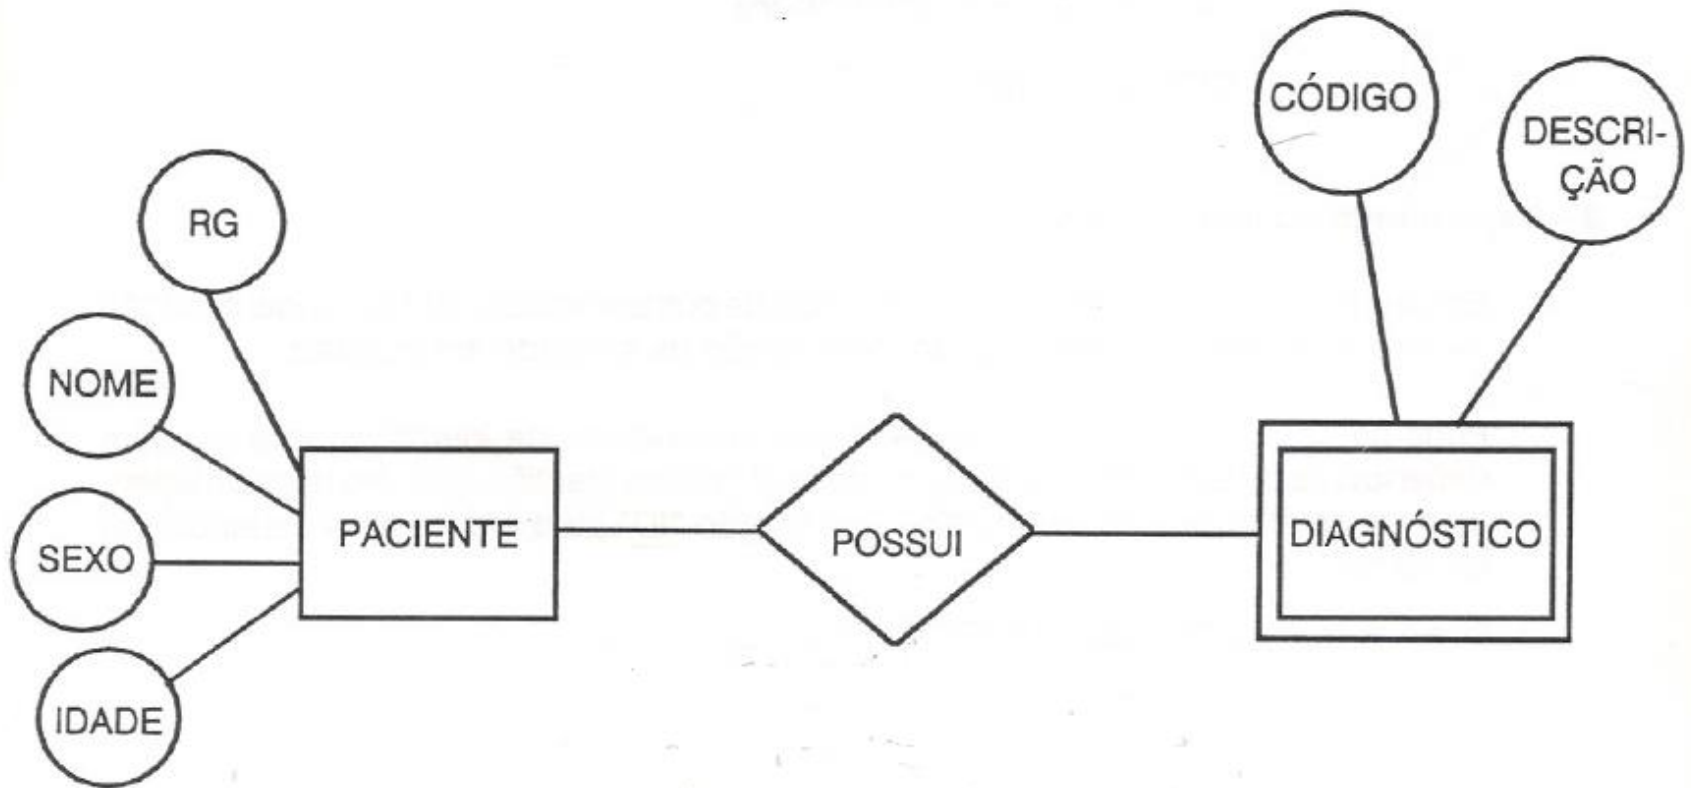 CÓDIGO
DESCRI-
ÇÃO
RG
NOME
SEXO
IDADE
PACIENTE
POSSUI
DIAGNÓSTICO